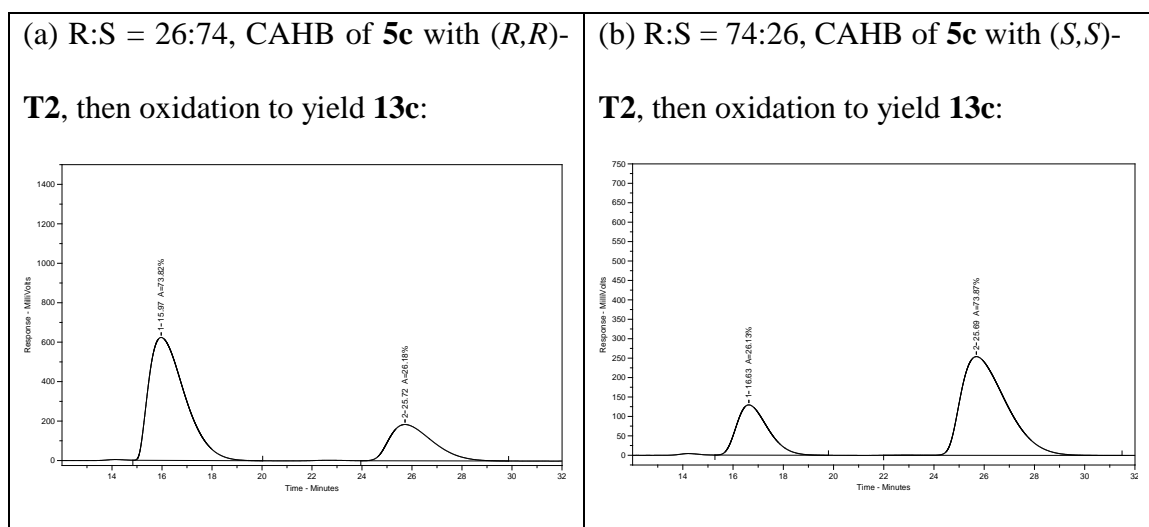 (a) R:S = 26:74, CAHB of 5c with (R,R)-
T2, then oxidation to yield 13c:
1400
1200
1000
800
600
400
200
0
Response - MilliVolts
1-15.97 A=73.82%
2-25.72 A=26.18%
14 16 18 20 22 24 26 28 30 32
Time - Minutes
(b) R:S = 74:26, CAHB of 5c with (S,S)-
T2, then oxidation to yield 13c:
750
700
650
600
550
500
450
400
350
300
250
200
150
100
50
0
Response - MilliVolts
1-16.63 A=26.13%
2-25.69 A=73.87%
14 16 18 20 22 24 26 28 30 32
Time - Minutes